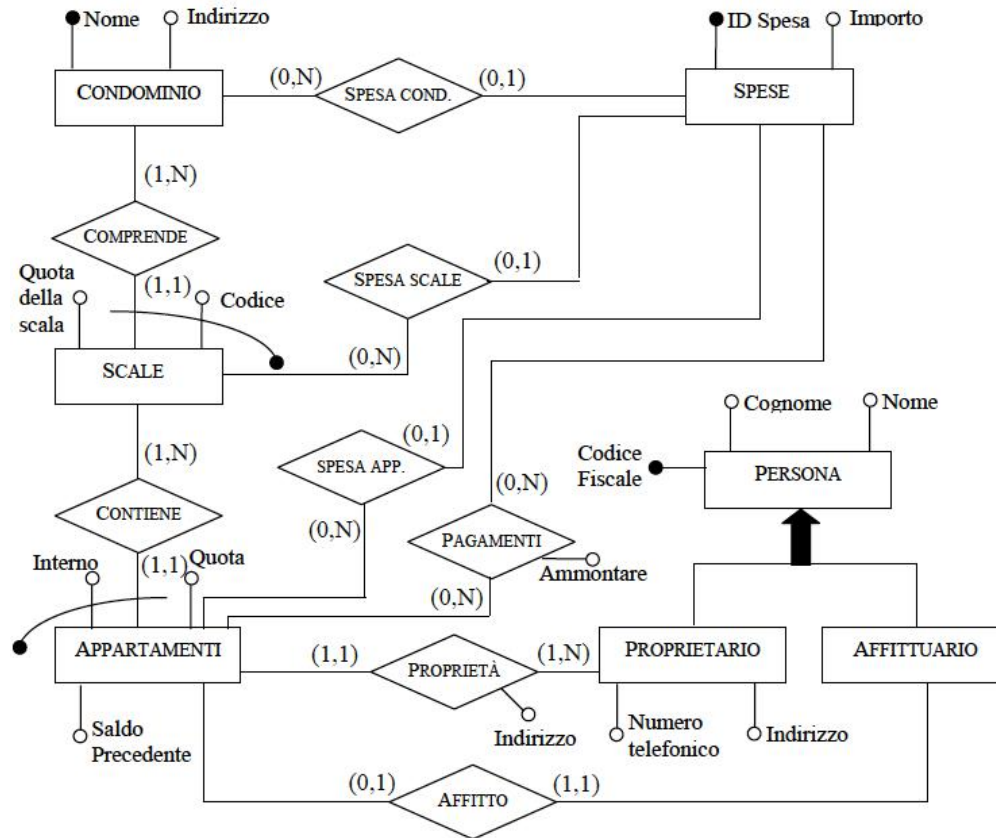 Nome
Indirizzo
ID Spesa
Importo
CONDOMINIO
(0,N)
SPESA COND.
(0,1)
SPESE
(1,N)
COMPRENDE
Quota
della
scala
(1,1)
Codice
SPESA SCALE
(0,1)
SCALE
(0,N)
Cognome
Nome
(1,N)
SPESA APP.
(0,1)
Codice
Fiscale
PERSONA
CONTIENE
(0,N)
(0,N)
PAGAMENTI
Interno
(1,1)
Quota
(0,N)
Ammontare
APPARTAMENTI
(1,1)
PROPRIETÀ
(1,N)
PROPRIETARIO
AFFITTUARIO
Saldo
Precedente
Indirizzo
Numero
telefonico
Indirizzo
(0,1)
AFFITTO
(1,1)